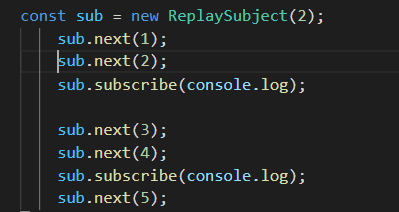 const sub = new ReplaySubject(2);
sub.next(1);
sub.next(2);
sub.subscribe(console.log);
sub.next(3);
sub.next(4);
sub.subscribe(console.log);
sub.next(5);